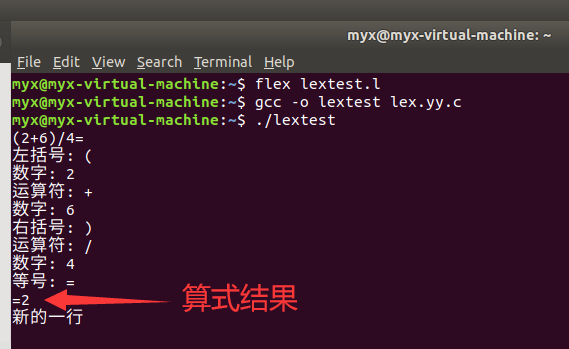 myx@myx-virtual-machine: ~
File Edit View Search Terminal Help
myx@myx-virtual-machine:~$ flex lextest.l
myx@myx-virtual-machine:~$ gcc -o lextest lex.yy.c
myx@myx-virtual-machine:~$ ./lextest
(2+6)/4=
左括号: (
数字: 2
运算符: +
数字: 6
右括号: )
运算符: /
数字: 4
等号: =
=2 算式结果
新的一行